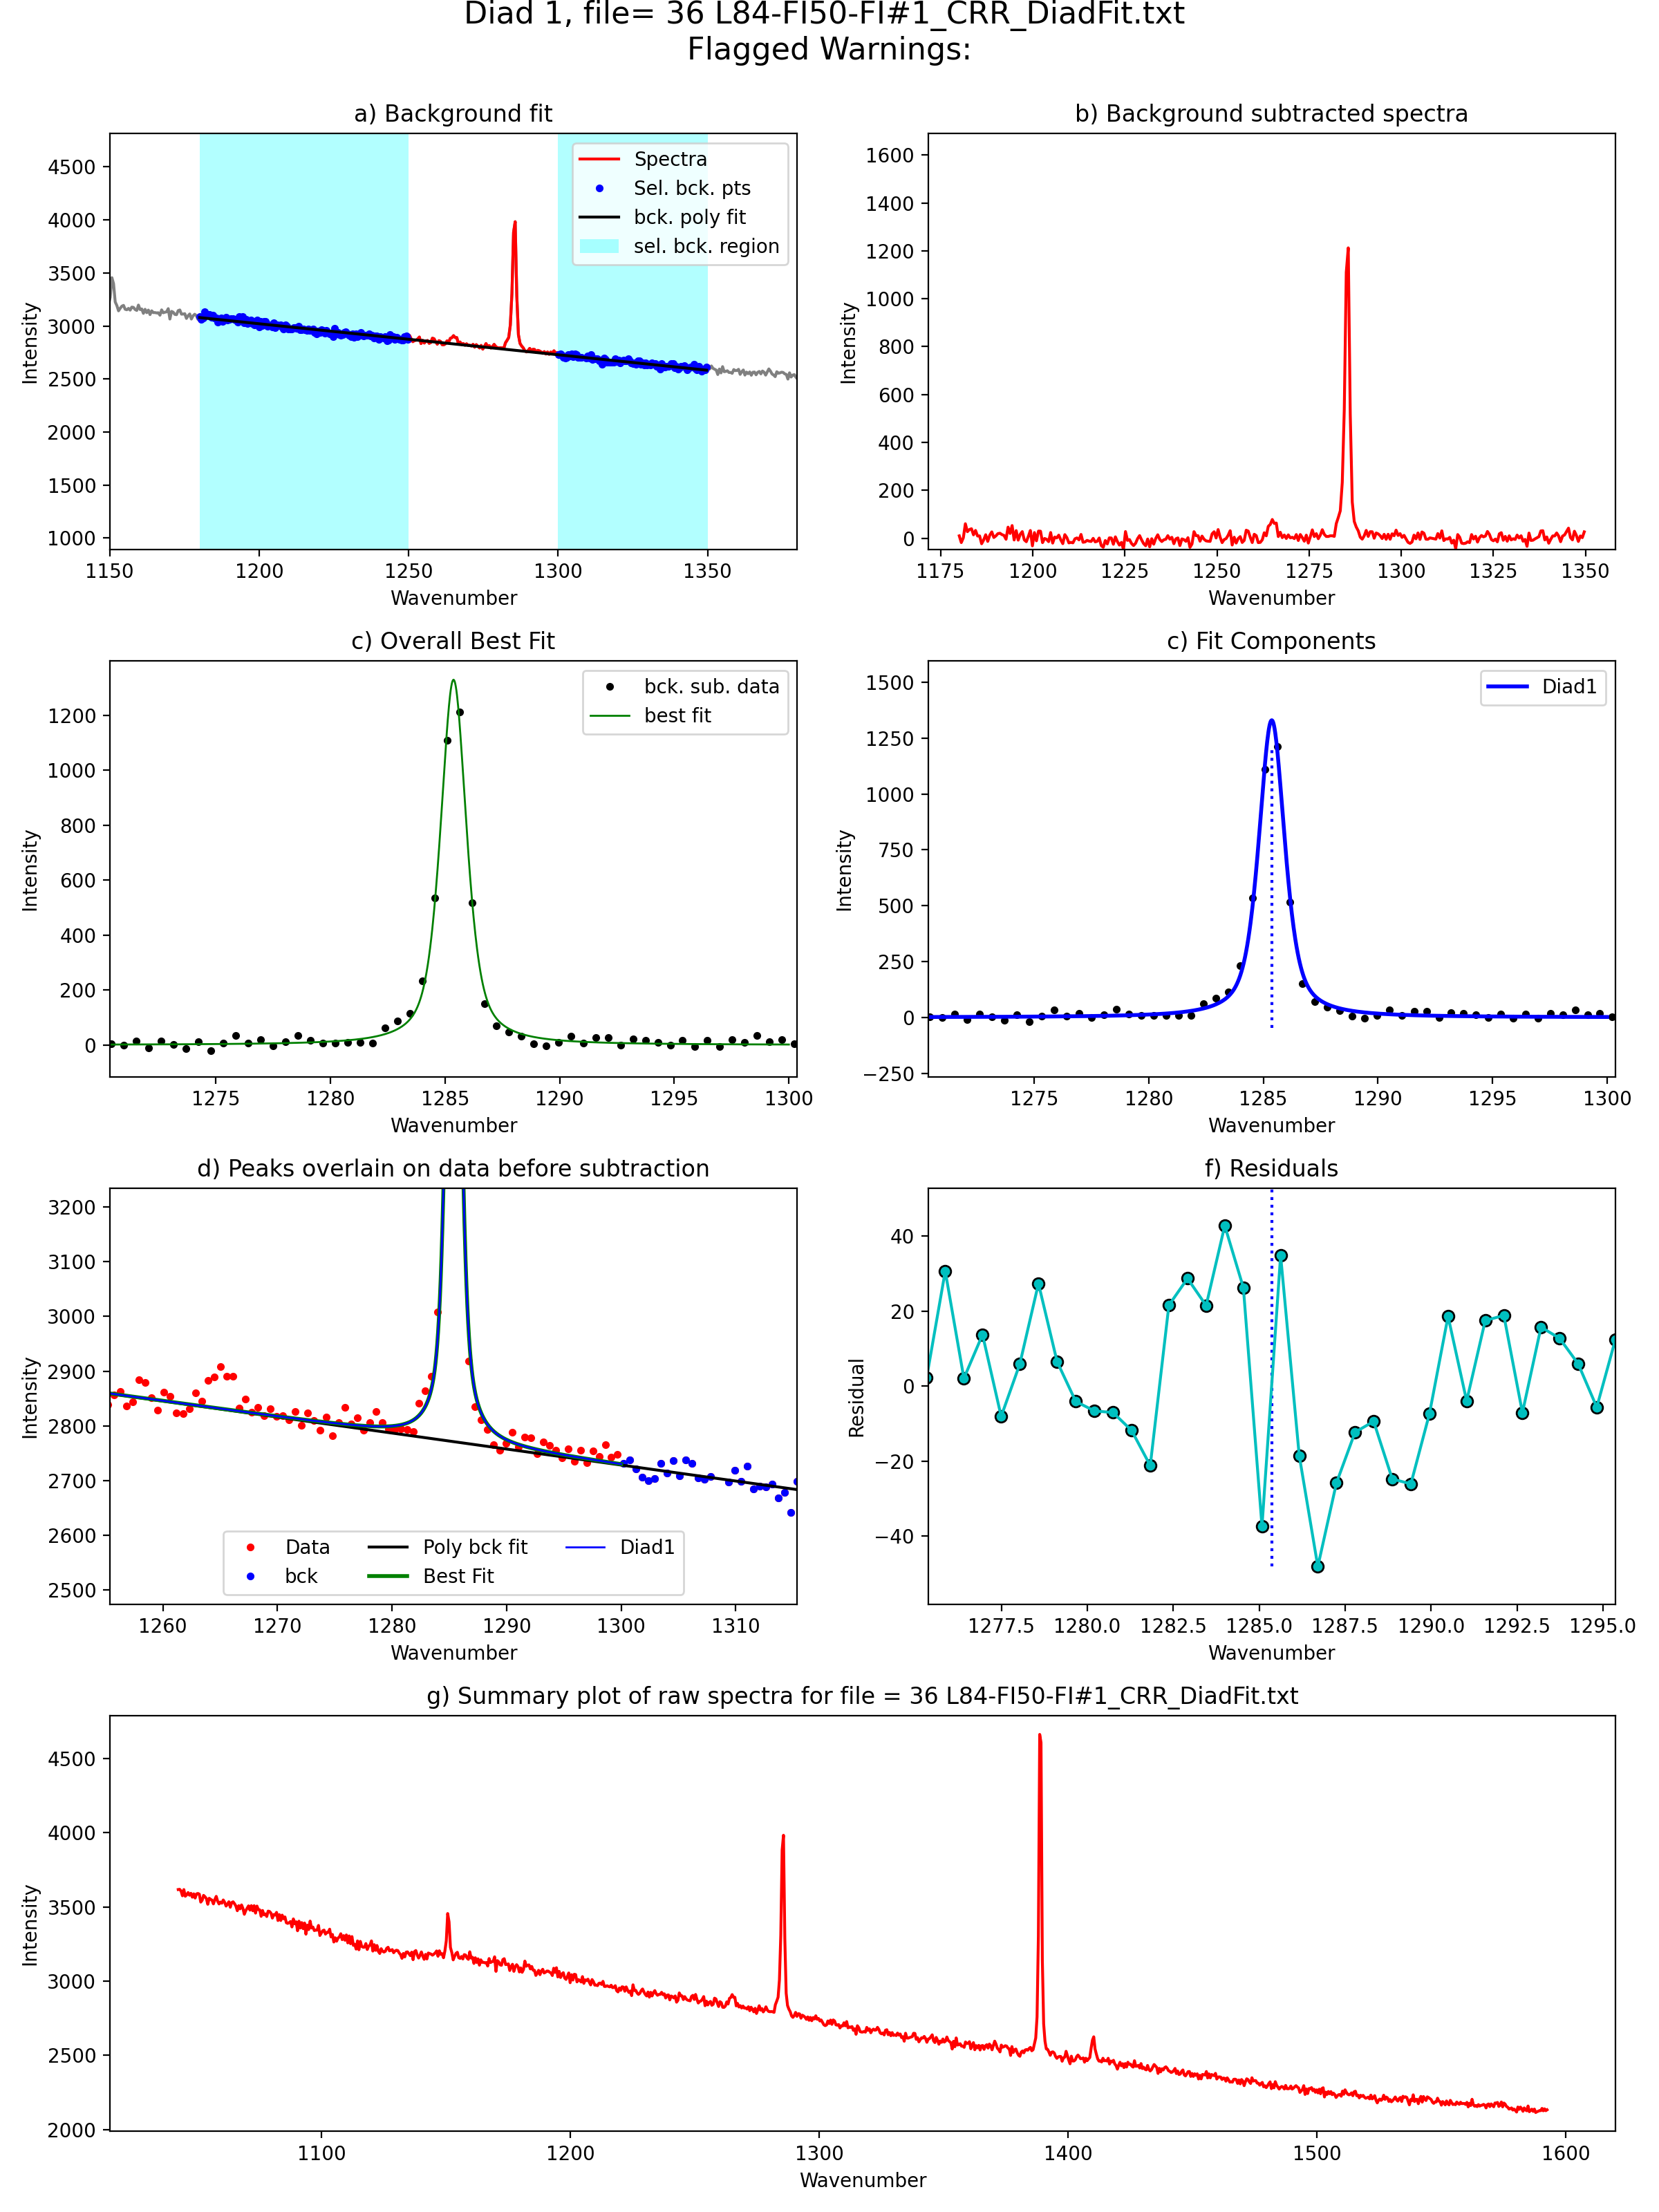 Diad 1, file= 36 L84-FI50-FI#1_CRR_DiadFit.txt
Flagged Warnings:
a) Background fit
Intensity
4500
4000
3500
3000
2500
2000
1500
1000
Spectra
Sel. bck. pts
bck. poly fit
sel. bck. region
1150 1200 1250 1300 1350
Wavenumber
b) Background subtracted spectra
Intensity
1600
1400
1200
1000
800
600
400
200
0
1175 1200 1225 1250 1275 1300 1325 1350
Wavenumber
c) Overall Best Fit
Intensity
1200
1000
800
600
400
200
0
bck. sub. data
best fit
1275 1280 1285 1290 1295 1300
Wavenumber
c) Fit Components
Intensity
1500
1250
1000
750
500
250
0
−250
Diad1
1275 1280 1285 1290 1295 1300
Wavenumber
d) Peaks overlain on data before subtraction
Intensity
3200
3100
3000
2900
2800
2700
2600
2500
Data Poly bck fit Diad1
bck Best Fit
1260 1270 1280 1290 1300 1310
Wavenumber
f) Residuals
Residual
40
20
0
−20
−40
1277.5 1280.0 1282.5 1285.0 1287.5 1290.0 1292.5 1295.0
Wavenumber
g) Summary plot of raw spectra for file = 36 L84-FI50-FI#1_CRR_DiadFit.txt
Intensity
4500
4000
3500
3000
2500
2000
1100 1200 1300 1400 1500 1600
Wavenumber